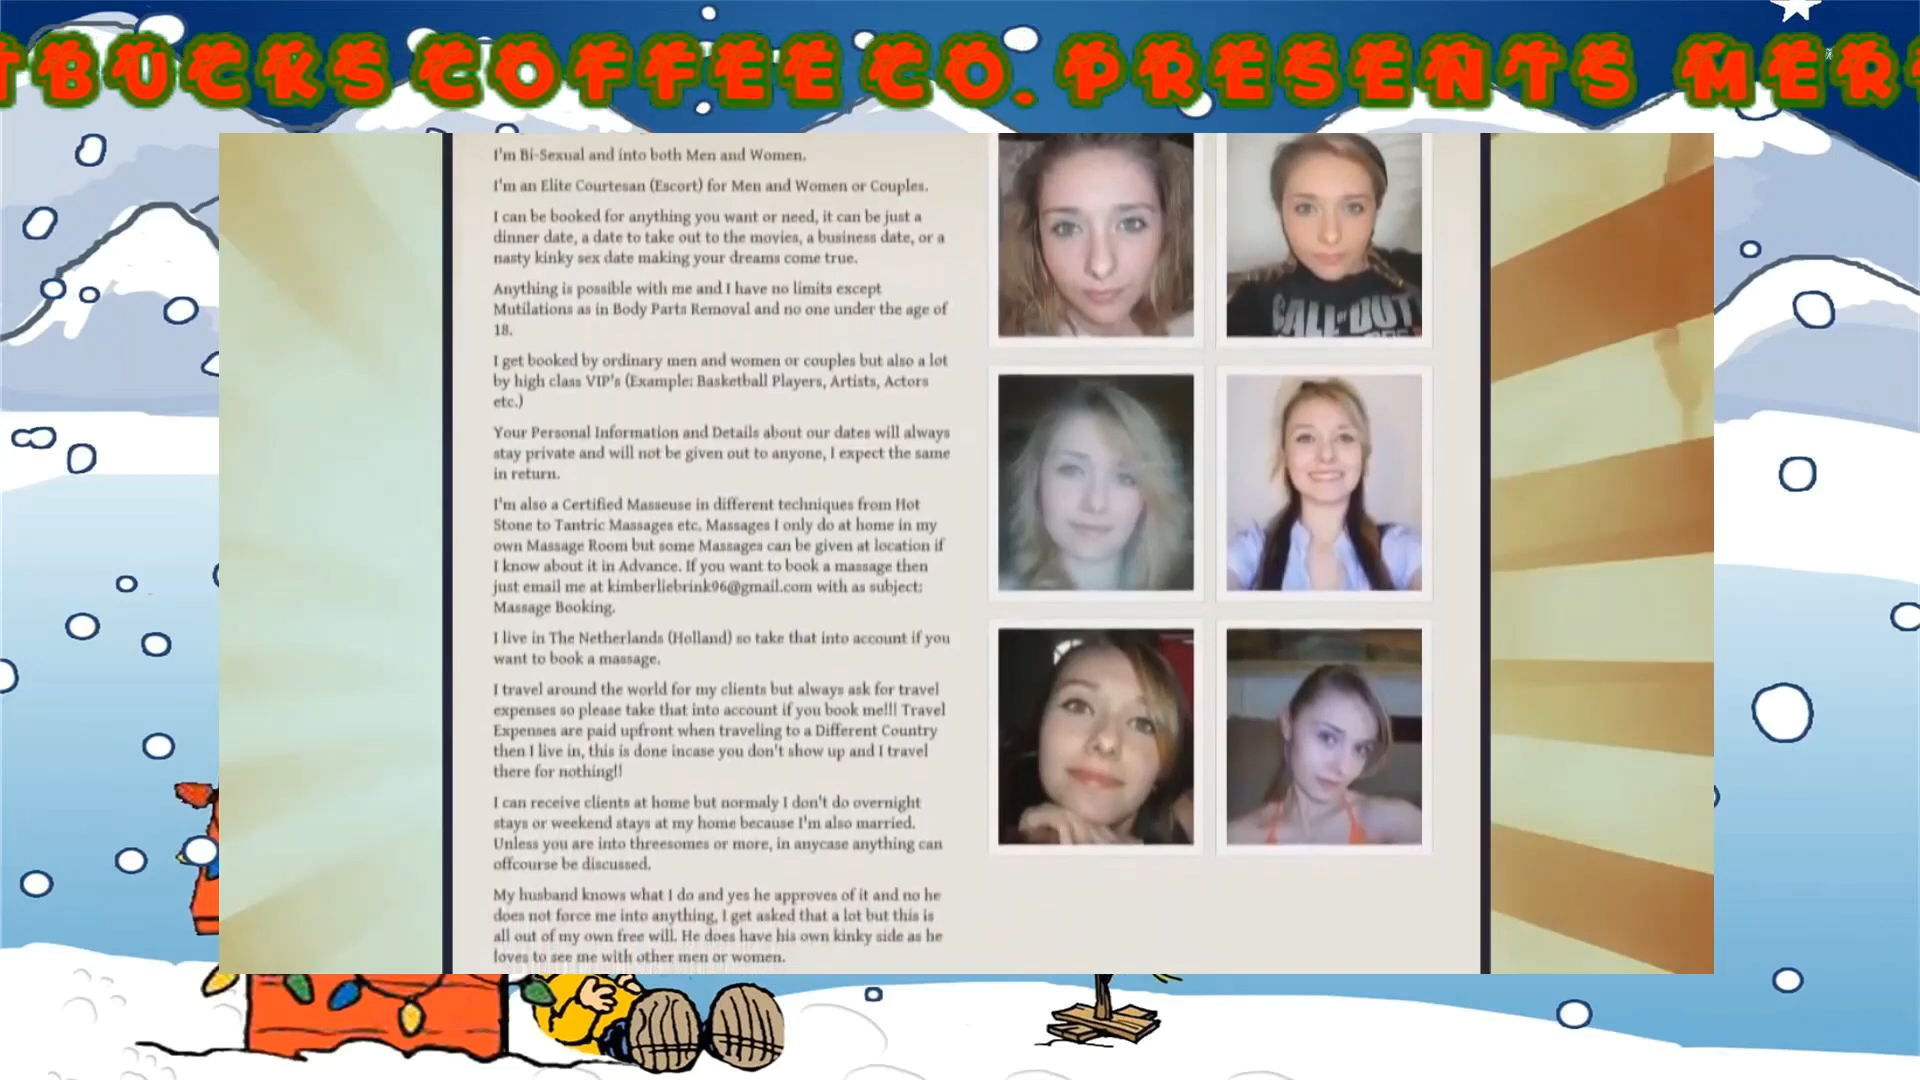 TBUCKS COFFEE CO. PRESENTS MER
I'm Bi-Sexual and into both Men and Women.
I'm an Elite Courtesan (Escort) for Men and Women or Couples.
I can be booked for anything you want or need, it can be just a
dinner date, a date to take out to the movies, a business date, or a
nasty kinky sex date making your dreams come true.
Anything is possible with me and I have no limits except
Mutilations as in Body Parts Removal and no one under the age of
18.
I get booked by ordinary men and women or couples but also a lot
by high class VIP's (Example: Basketball Players, Artists, Actors
etc.)
Your Personal Information and Details about our dates will always
stay private and will not be given out to anyone, I expect the same
in return.
I'm also a Certified Masseuse in different techniques from Hot
Stone to Tantric Massages etc. Massages I only do at home in my
own Massage Room but some Massages can be given at location if
I know about it in Advance. If you want to book a massage then
just email me at kimberliebrink96@gmail.com with as subject:
Massage Booking.
I live in The Netherlands (Holland) so take that into account if you
want to book a massage.
I travel around the world for my clients but always ask for travel
expenses so please take that into account if you book me!!! Travel
Expenses are paid upfront when traveling to a Different Country
then I live in, this is done incase you don't show up and I travel
there for nothing!!
I can receive clients at home but normaly I don't do overnight
stays or weekend stays at my home because I'm also married.
Unless you are into threesomes or more, in anycase anything can
offcourse be discussed.
My husband knows what I do and yes he approves of it and no he
does not force me into anything, I get asked that a lot but this is
all out of my own free will. He does have his own kinky side as he
loves to see me with other men or women.
CALL OF DUTY